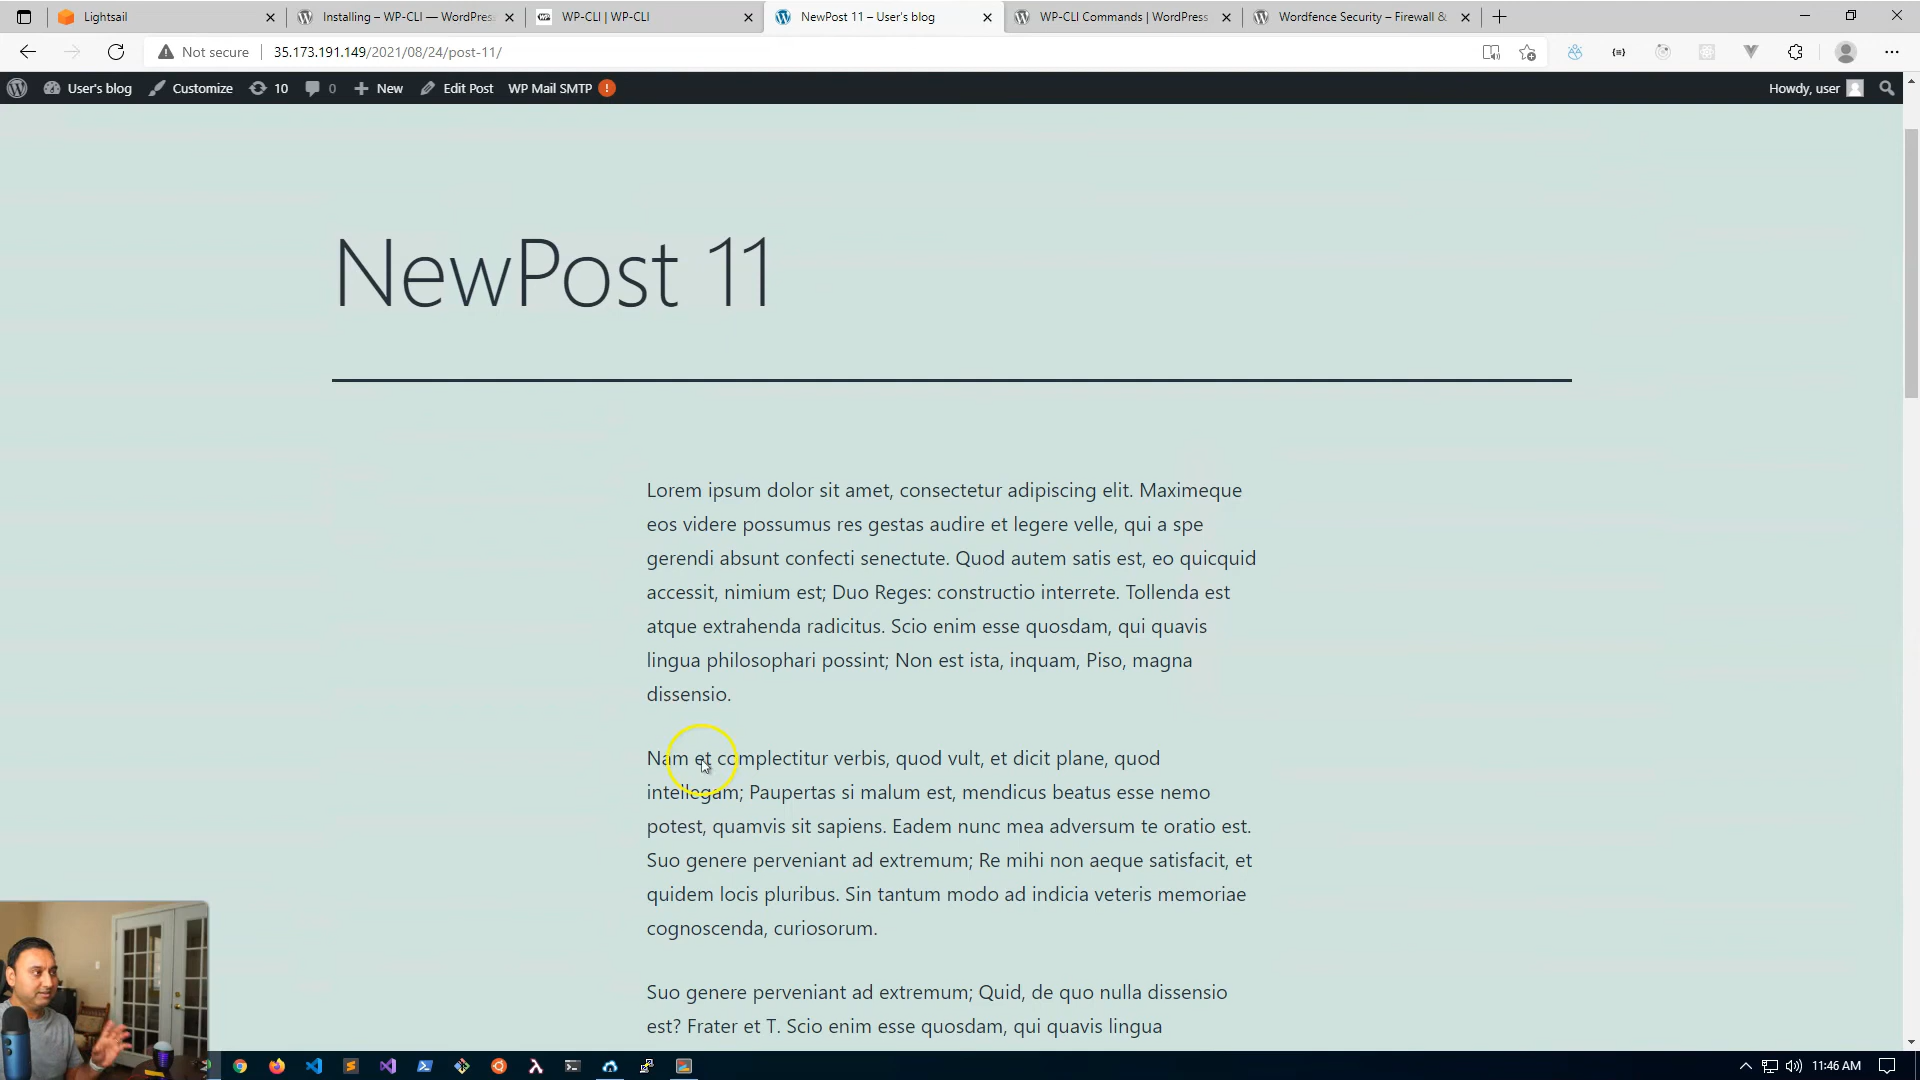 Lightsail
Installing – WP-CLI — WordPress
WP-CLI | WP-CLI
NewPost 11 – User's blog
WP-CLI Commands | WordPress
Wordfence Security – Firewall &
Not secure
35.173.191.149/2021/08/24/post-11/
User's blog
Customize
10
0
New
Edit Post
WP Mail SMTP !
Howdy, user
NewPost 11
Lorem ipsum dolor sit amet, consectetur adipiscing elit. Maximeque
eos videre possumus res gestas audire et legere velle, qui a spe
gerendi absunt confecti senectute. Quod autem satis est, eo quicquid
accessit, nimium est; Duo Reges: constructio interrete. Tollenda est
atque extrahenda radicitus. Scio enim esse quosdam, qui quavis
lingua philosophari possint; Non est ista, inquam, Piso, magna
dissensio.
Nam et complectitur verbis, quod vult, et dicit plane, quod
intellegam; Paupertas si malum est, mendicus beatus esse nemo
potest, quamvis sit sapiens. Eadem nunc mea adversum te oratio est.
Suo genere perveniant ad extremum; Re mihi non aeque satisfacit, et
quidem locis pluribus. Sin tantum modo ad indicia veteris memoriae
cognoscenda, curiosorum.
Suo genere perveniant ad extremum; Quid, de quo nulla dissensio
est? Frater et T. Scio enim esse quosdam, qui quavis lingua
11:46 AM